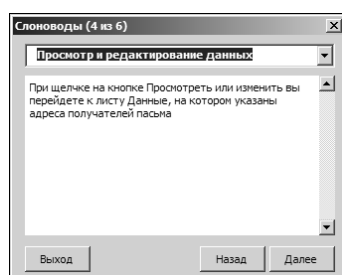 Слоноводы (4 из 6)
Просмотр и редактирование данных
При щелчке на кнопке Просмотреть или изменить вы
перейдете к листу Данные, на котором указаны
адреса получателей пасьма
Выход
Назад
Далее